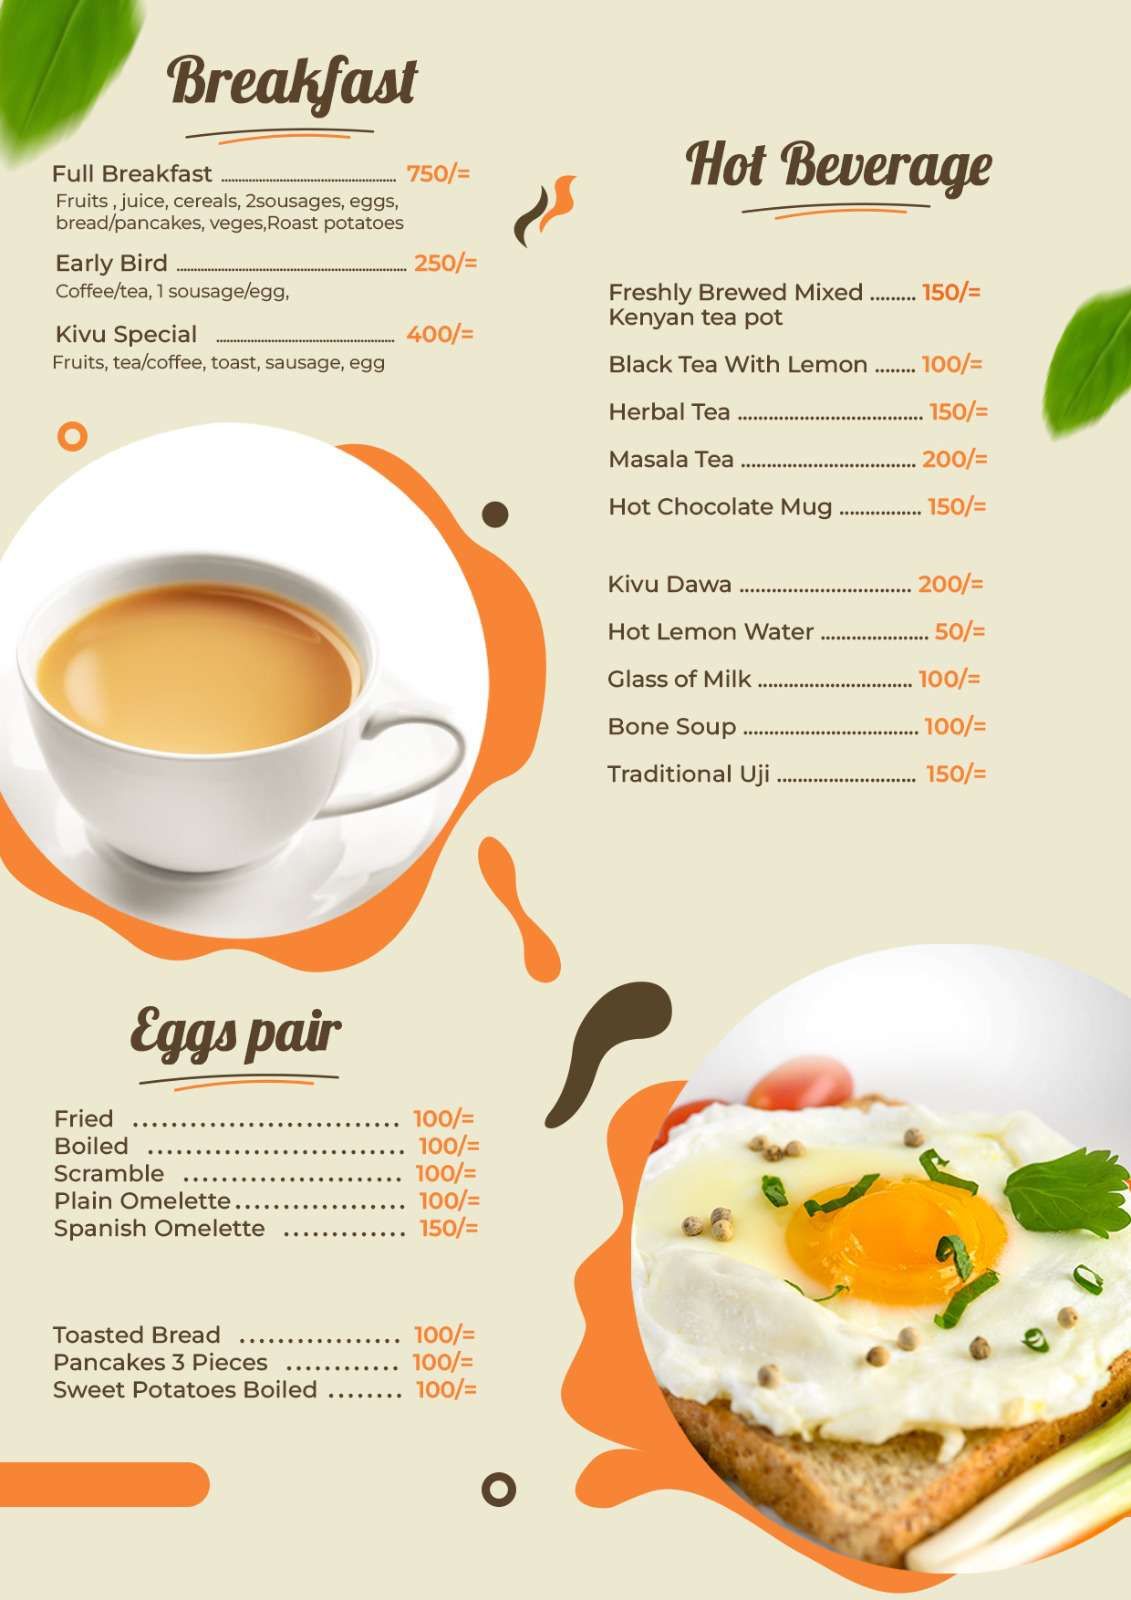 Breakfast
Full Breakfast .................... 750/=
Fruits , juice, cereals, 2sousages, eggs,
bread/pancakes, veges,Roast potatoes
Early Bird .................... 250/=
Coffee/tea, 1 sousage/egg,
Kivu Special .................... 400/=
Fruits, tea/coffee, toast, sausage, egg
Hot Beverage
Freshly Brewed Mixed ......... 150/=
Kenyan tea pot
Black Tea With Lemon ........ 100/=
Herbal Tea .................... 150/=
Masala Tea .................... 200/=
Hot Chocolate Mug ................ 150/=
Kivu Dawa .................... 200/=
Hot Lemon Water .................... 50/=
Glass of Milk .................... 100/=
Bone Soup .................... 100/=
Traditional Uji .................... 150/=
Eggs pair
Fried .................... 100/=
Boiled .................... 100/=
Scramble .................... 100/=
Plain Omelette.................... 100/=
Spanish Omelette ............. 150/=
Toasted Bread ................. 100/=
Pancakes 3 Pieces ............ 100/=
Sweet Potatoes Boiled ........ 100/=